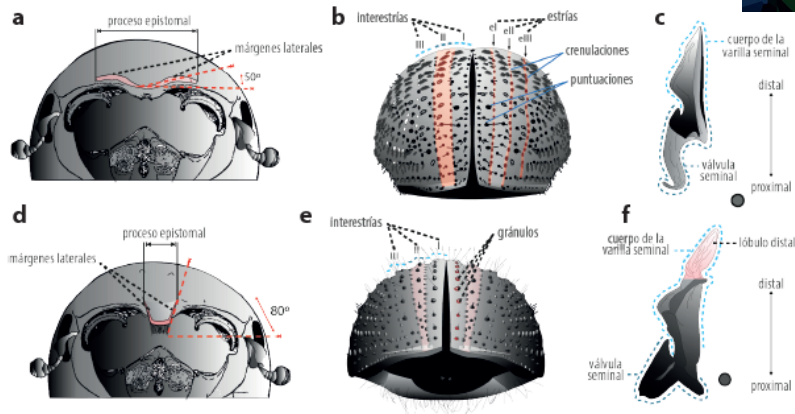 a
proceso epistomal
márgenes laterales
50º
b
interestrías
III
II
I
estrías
eI
eII
eIII
crenulaciones
puntuaciones
c
cuerpo de la
varilla seminal
distal
válvula
seminal
proximal
d
proceso epistomal
márgenes laterales
80º
e
interestrías
III
II
I
gránulos
f
cuerpo de la
varilla seminal
lóbulo distal
distal
válvula
seminal
proximal